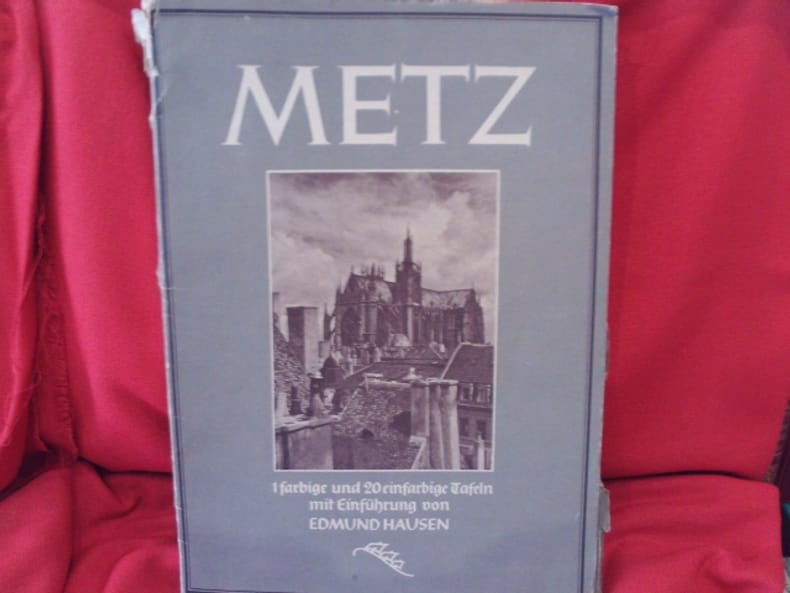 METZ
1 farbige und 20 einfarbige Tafeln
mit Einführung von
EDMUND HAUSEN